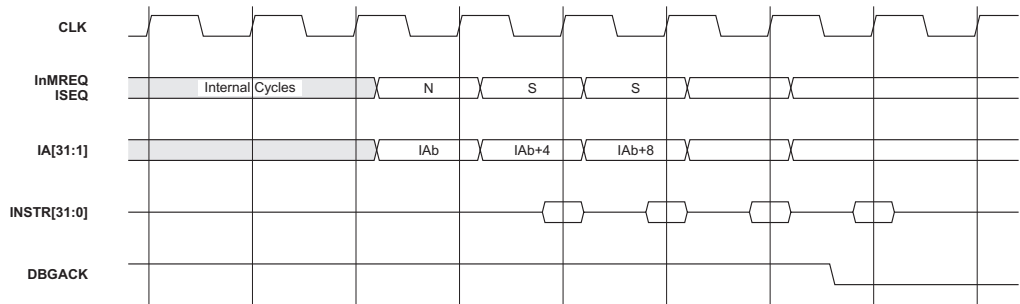 CLK
InMREQ
ISEQ
Internal Cycles N S S
IA[31:1]
IAb IAb+4 IAb+8
INSTR[31:0]
DBGACK